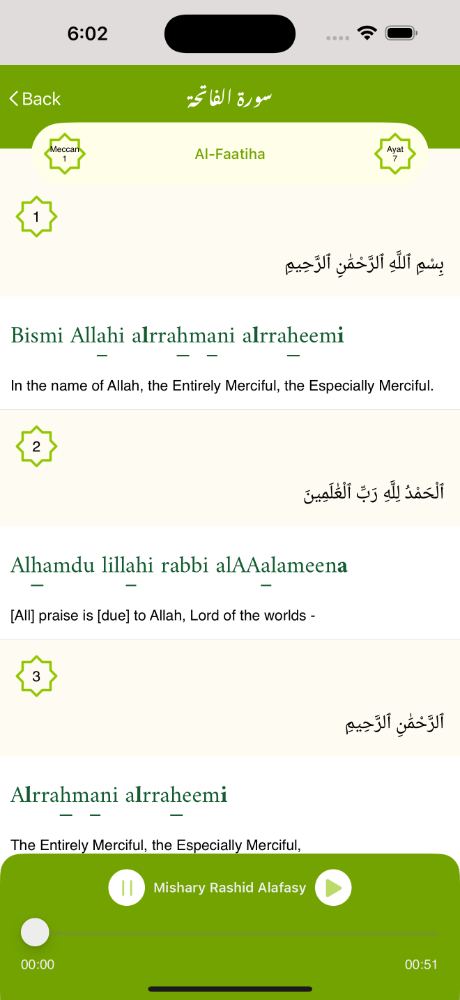 6:02
Back
سورة الفاتحة
Meccan
1
Al-Faatiha
Ayat
7
1
بِسْمِ ٱللَّهِ ٱلرَّحْمَٰنِ ٱلرَّحِيمِ
Bismi Allahi alrrahmani alrraheemi
In the name of Allah, the Entirely Merciful, the Especially Merciful.
2
ٱلْحَمْدُ لِلَّهِ رَبِّ ٱلْعَٰلَمِينَ
Alhamdu lillahi rabbi alAAalameena
[All] praise is [due] to Allah, Lord of the worlds -
3
ٱلرَّحْمَٰنِ ٱلرَّحِيمِ
Alrrahmani alrraheemi
The Entirely Merciful, the Especially Merciful,
Mishary Rashid Alafasy
00:00
00:51